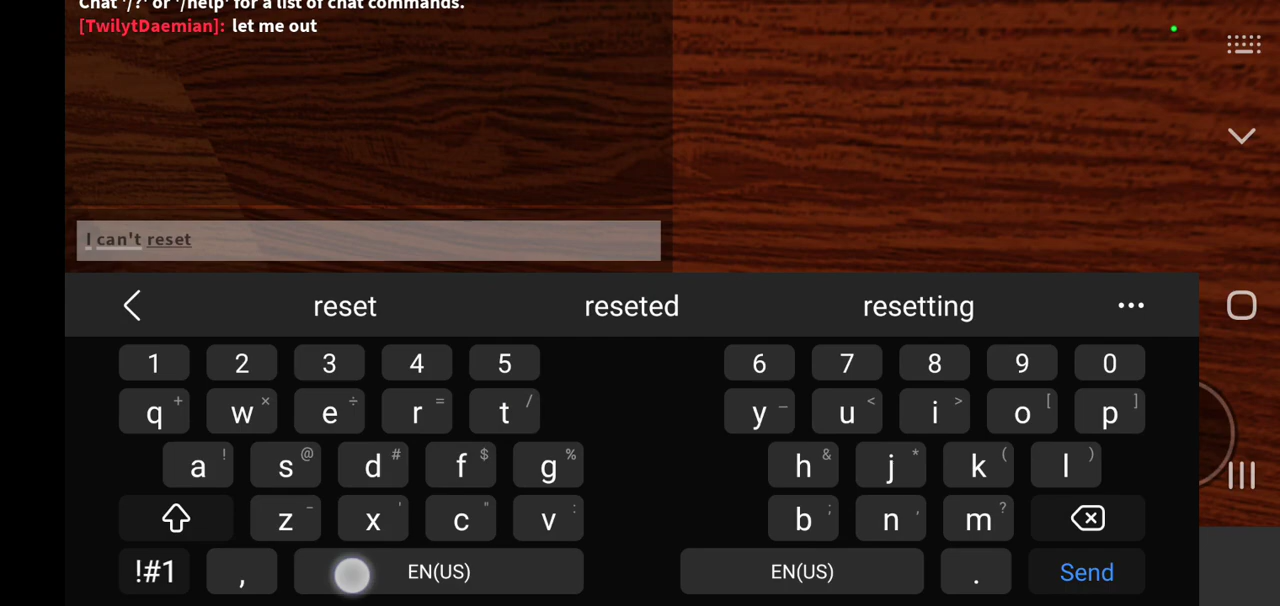 Chat '/?' or '/help' for a list of chat commands.
[TwilytDaemian]: let me out
I can't reset
reset reseted resetting
1 2 3 4 5 6 7 8 9 0
q + w × e ÷ r = t / y _ u < i > o [ p ]
a ! s @ d # f $ g % h & j * k ( l )
z - x ' c " v : b ; n , m ?
!#1 , EN(US) EN(US) . Send